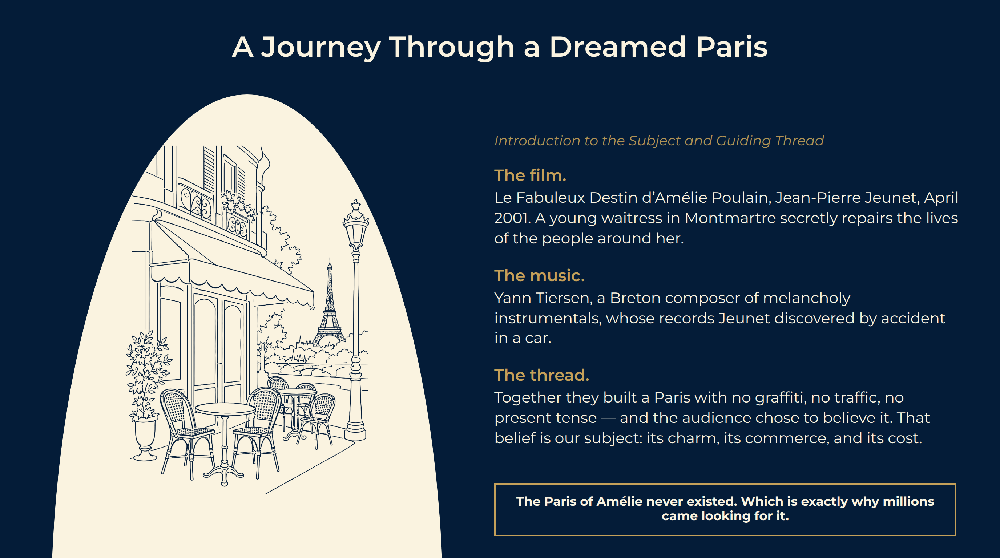 A Journey Through a Dreamed Paris
Introduction to the Subject and Guiding Thread
The film.
Le Fabuleux Destin d’Amélie Poulain, Jean-Pierre Jeunet, April
2001. A young waitress in Montmartre secretly repairs the lives
of the people around her.
The music.
Yann Tiersen, a Breton composer of melancholy
instrumentals, whose records Jeunet discovered by accident
in a car.
The thread.
Together they built a Paris with no graffiti, no traffic, no
present tense — and the audience chose to believe it. That
belief is our subject: its charm, its commerce, and its cost.
The Paris of Amélie never existed. Which is exactly why millions
came looking for it.